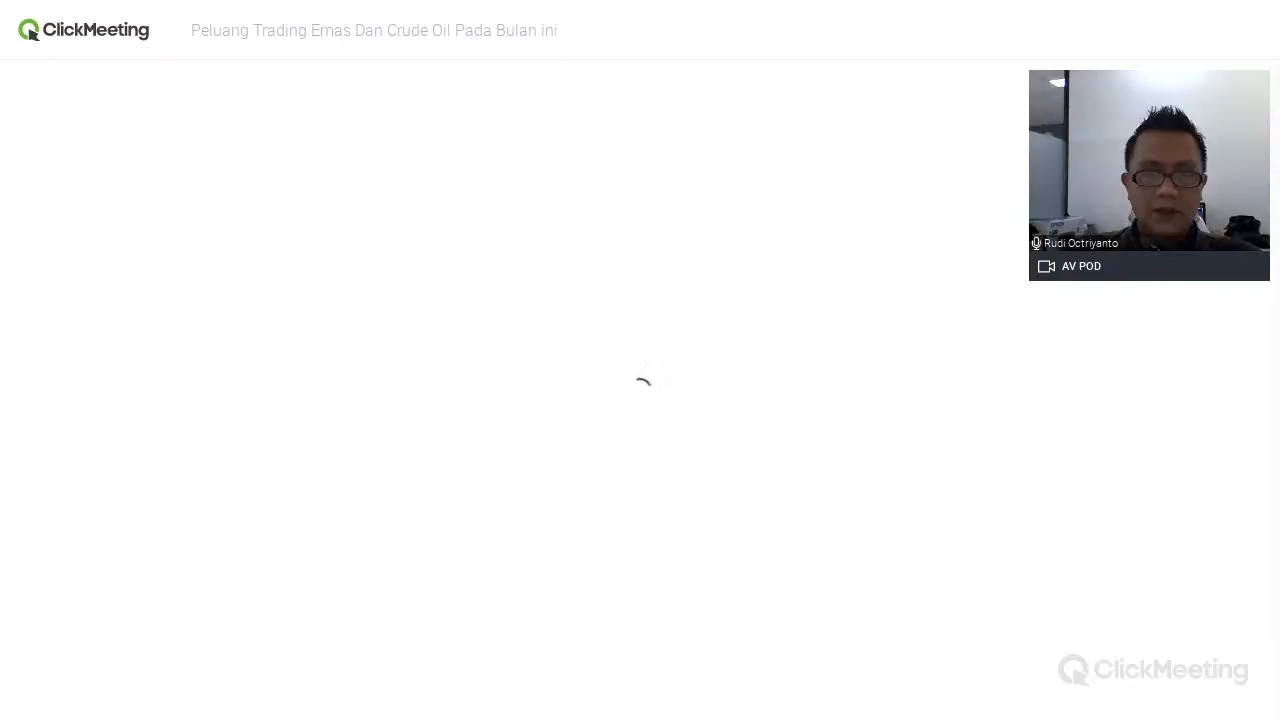 ClickMeeting
Peluang Trading Emas Dan Crude Oil Pada Bulan ini
Rudi Octriyanto
AV POD
ClickMeeting